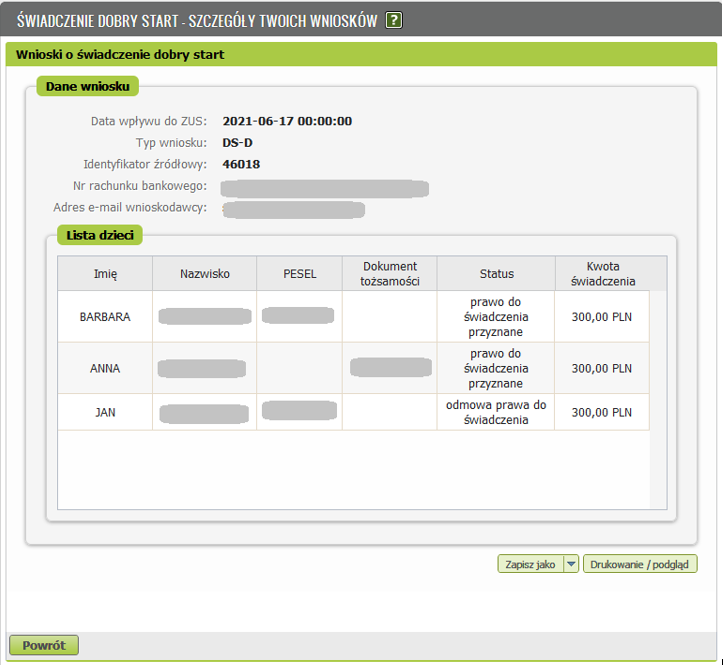 ŚWIADCZENIE DOBRY START - SZCZEGÓŁY TWOICH WNIOSKÓW ?
Wnioski o świadczenie dobry start
Dane wniosku
Data wpływu do ZUS: 2021-06-17 00:00:00
Typ wniosku: DS-D
Identyfikator źródłowy: 46018
Nr rachunku bankowego:
Adres e-mail wnioskodawcy:
Lista dzieci
Imię Nazwisko PESEL Dokument tożsamości Status Kwota świadczenia
BARBARA prawo do świadczenia przyznane 300,00 PLN
ANNA prawo do świadczenia przyznane 300,00 PLN
JAN odmowa prawa do świadczenia 300,00 PLN
Zapisz jako Drukowanie / podgląd
Powrót